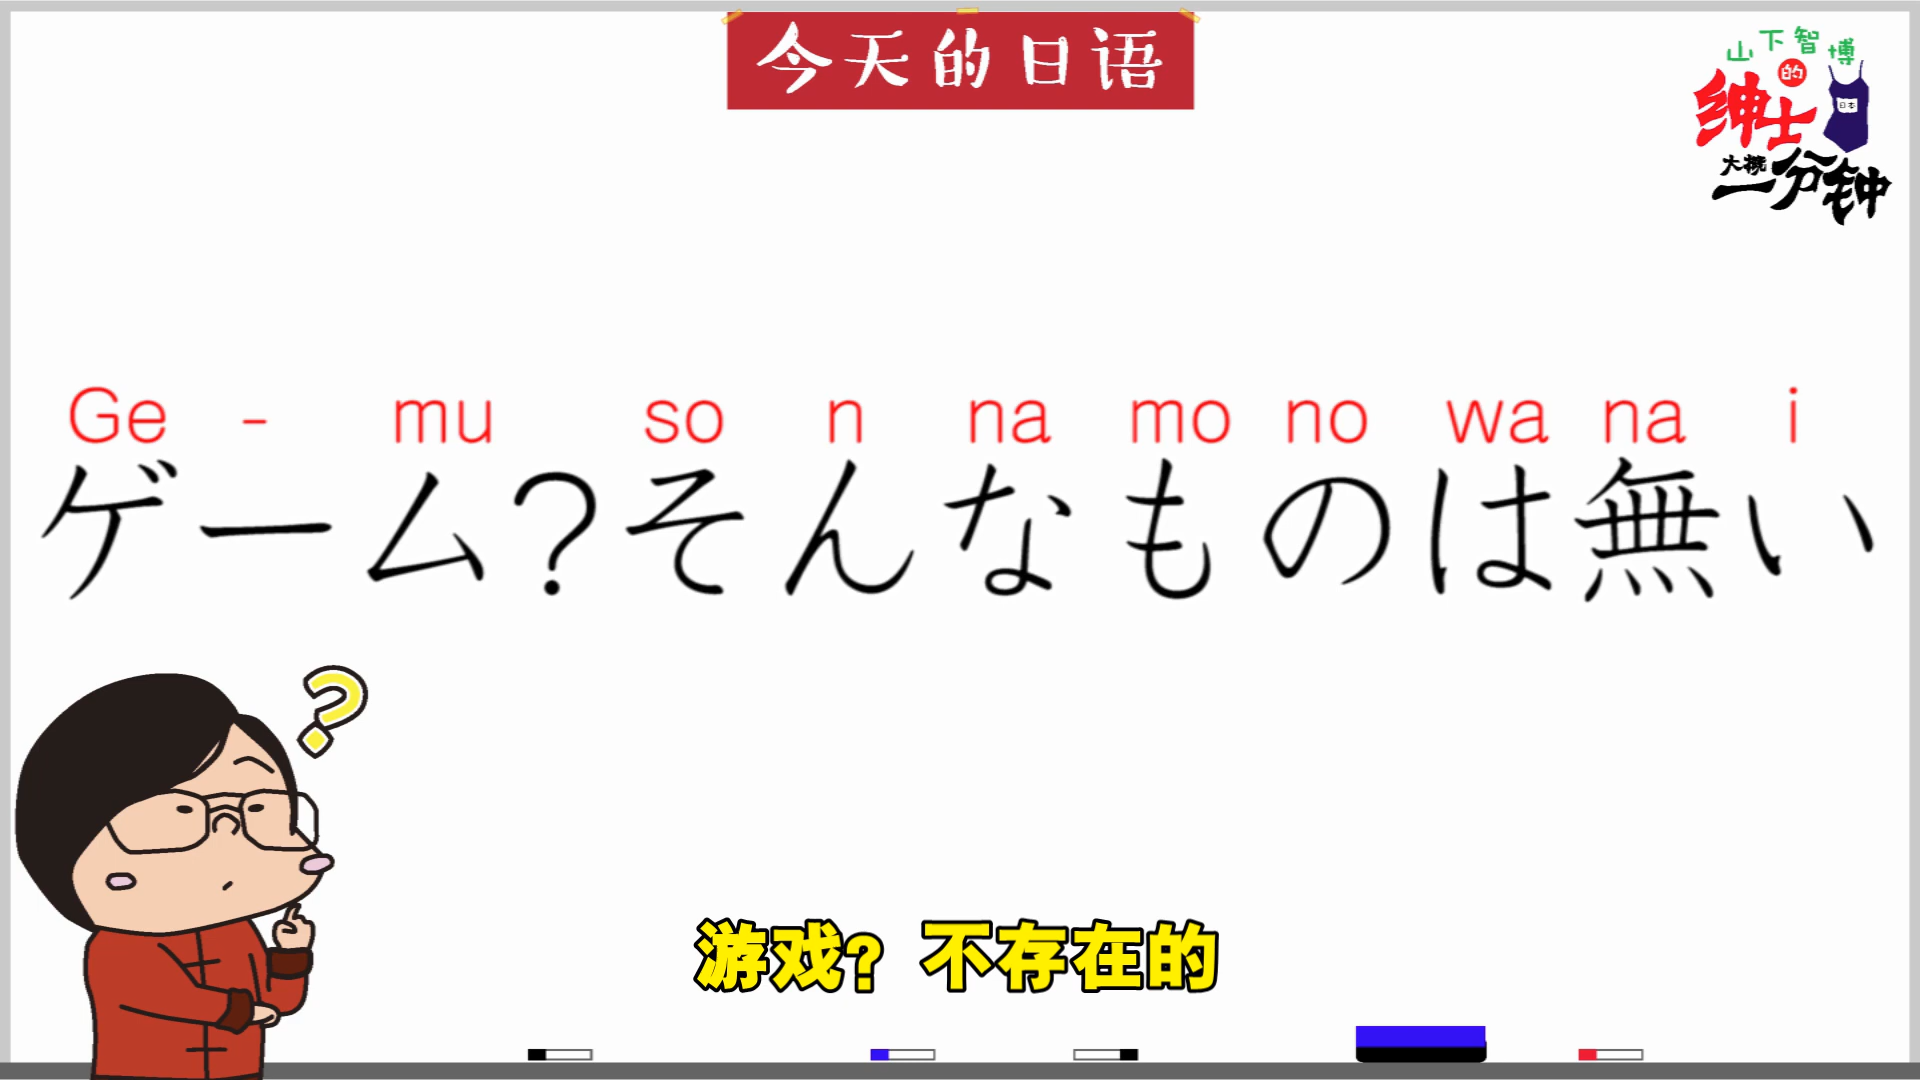 今天的日语
山下智博
的
日本
绅士
大概
一分钟
Ge - mu so n na mo no wa na i
ゲーム?そんなものは無い
?
游戏?不存在的